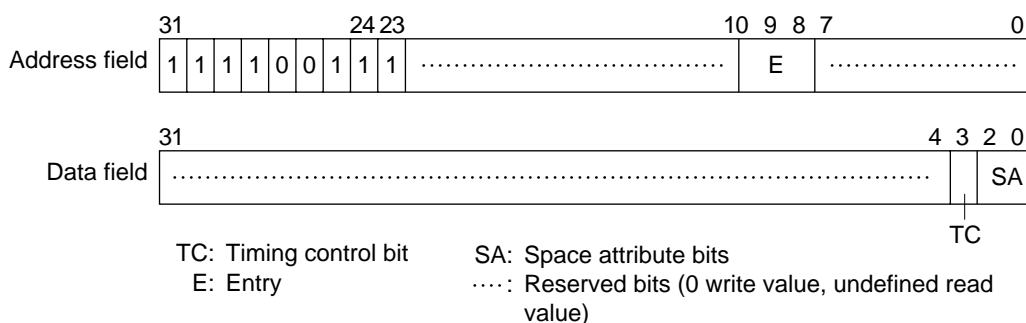 31 24 23 10 9 8 7 0
Address field 1 1 1 1 0 0 1 1 1 ........................................ E ........................
31 4 3 2 0
Data field ................................................................................ SA
TC
TC: Timing control bit SA: Space attribute bits
E: Entry ....: Reserved bits (0 write value, undefined read
value)